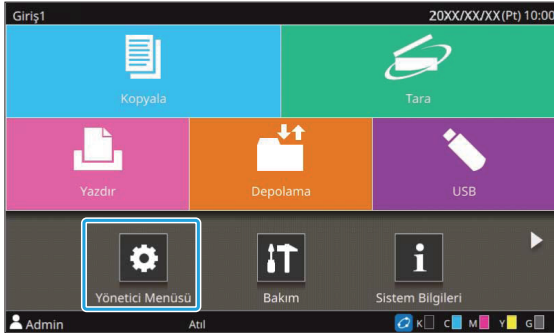 Giriş1 20XX/XX/XX(Pt) 10:00
Kopyala Tara
Yazdır Depolama USB
Yönetici Menüsü Bakım Sistem Bilgileri
Admin Atıl K C M Y G